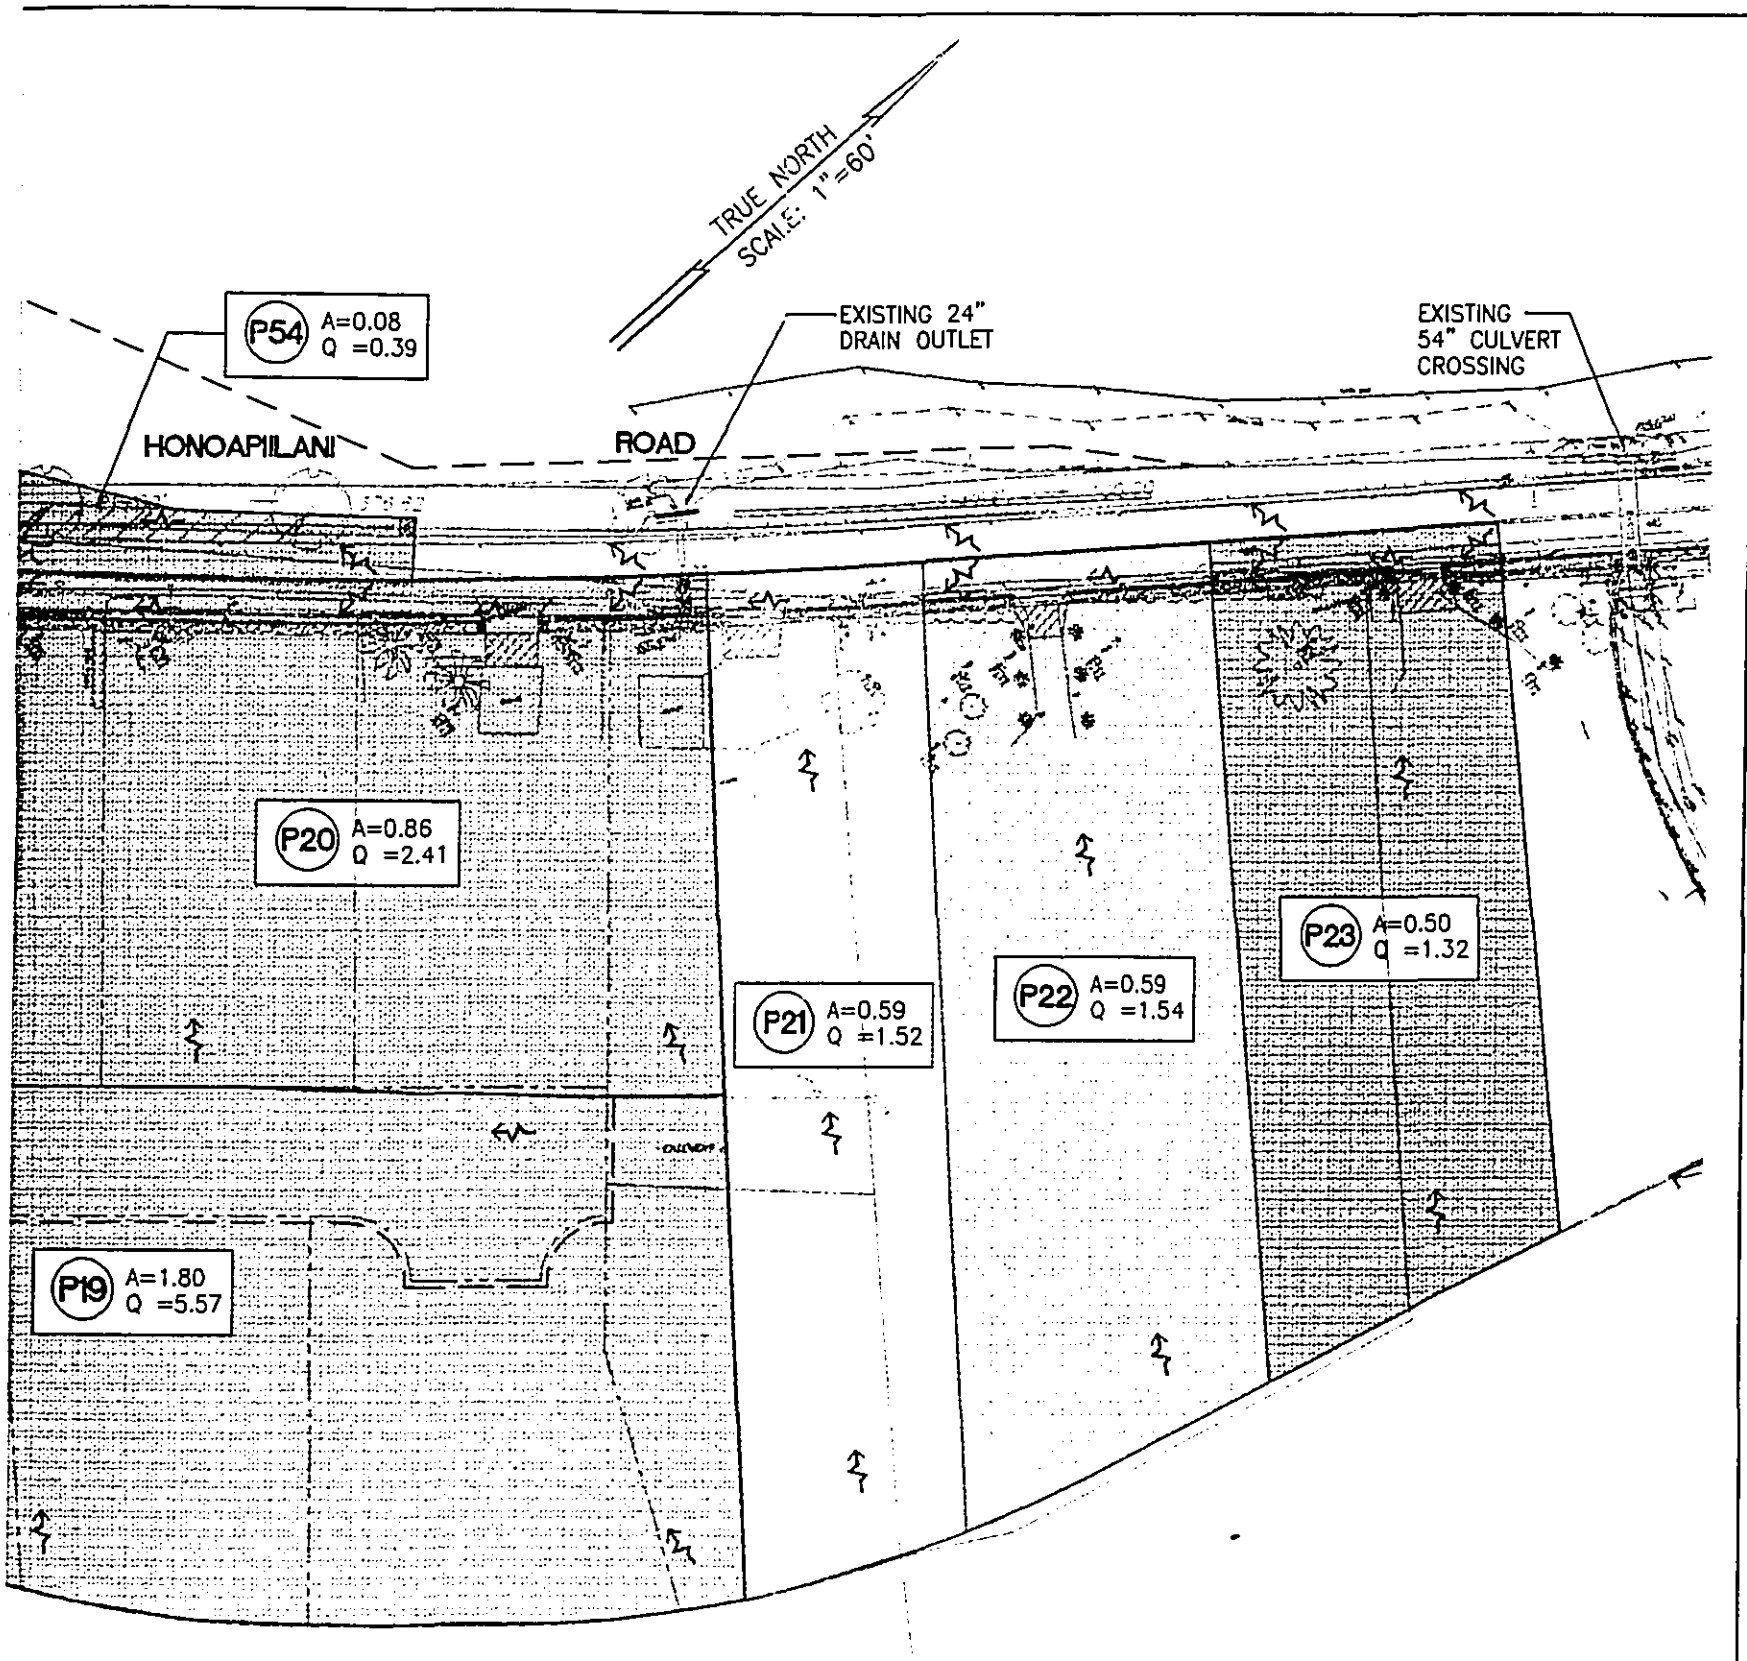 TRUE NORTH
SCALE: 1"=60'
P54
A=0.08
Q =0.39
EXISTING 24"
DRAIN OUTLET
EXISTING
54" CULVERT
CROSSING
HONOAPIILANI ROAD
P20
A=0.86
Q =2.41
P23
A=0.50
Q =1.32
P22
A=0.59
Q =1.54
P21
A=0.59
Q =1.52
P19
A=1.80
Q =5.57